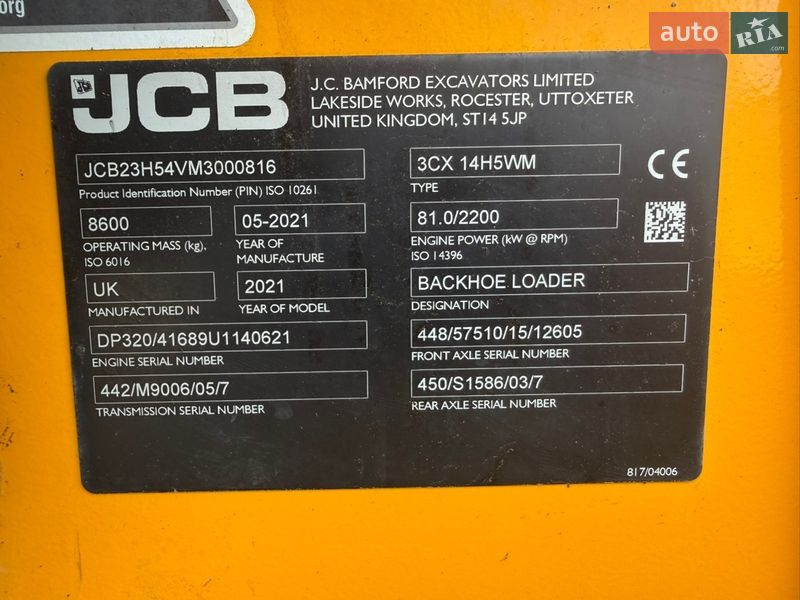 org
auto RIA.com
JCB
J.C. BAMFORD EXCAVATORS LIMITED
LAKESIDE WORKS, ROCESTER, UTTOXETER
UNITED KINGDOM, ST14 5JP
JCB23H54VM3000816
Product Identification Number (PIN) ISO 10261
3CX 14H5WM
TYPE
CE
8600
OPERATING MASS (kg),
ISO 6016
05-2021
YEAR OF
MANUFACTURE
81.0/2200
ENGINE POWER (kW @ RPM)
ISO 14396
UK
MANUFACTURED IN
2021
YEAR OF MODEL
BACKHOE LOADER
DESIGNATION
DP320/41689U1140621
ENGINE SERIAL NUMBER
448/57510/15/12605
FRONT AXLE SERIAL NUMBER
442/M9006/05/7
TRANSMISSION SERIAL NUMBER
450/S1586/03/7
REAR AXLE SERIAL NUMBER
817/04006